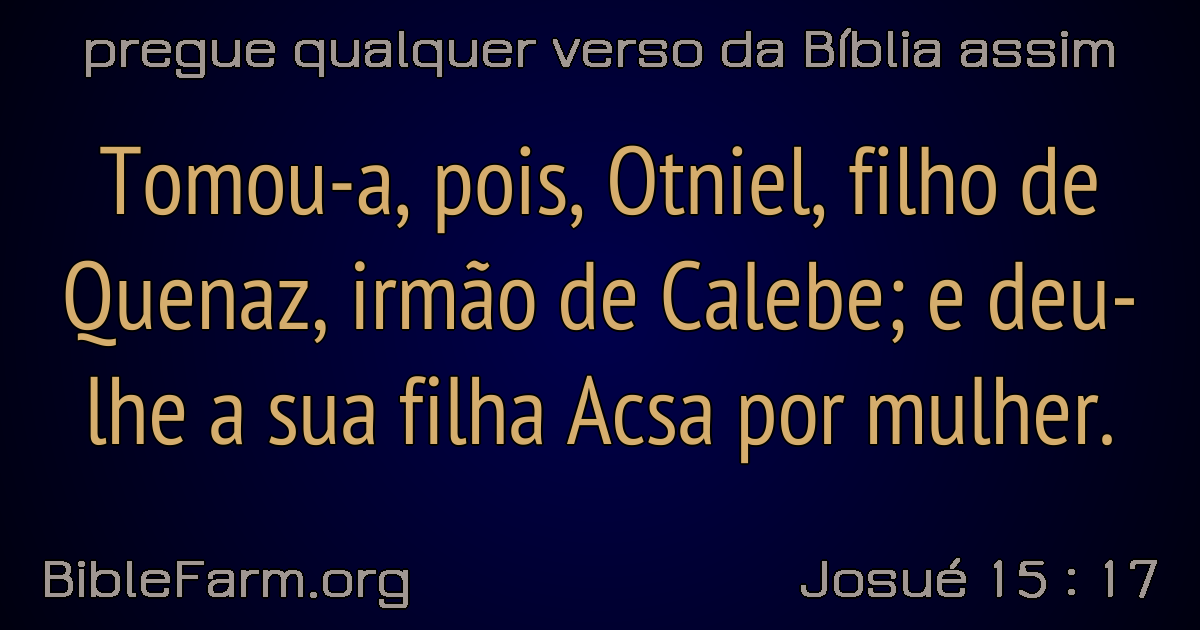 pregue qualquer verso da Bíblia assim
Tomou-a, pois, Otniel, filho de
Quenaz, irmão de Calebe; e deu-
lhe a sua filha Acsa por mulher.
BibleFarm.org
Josué 15 : 17